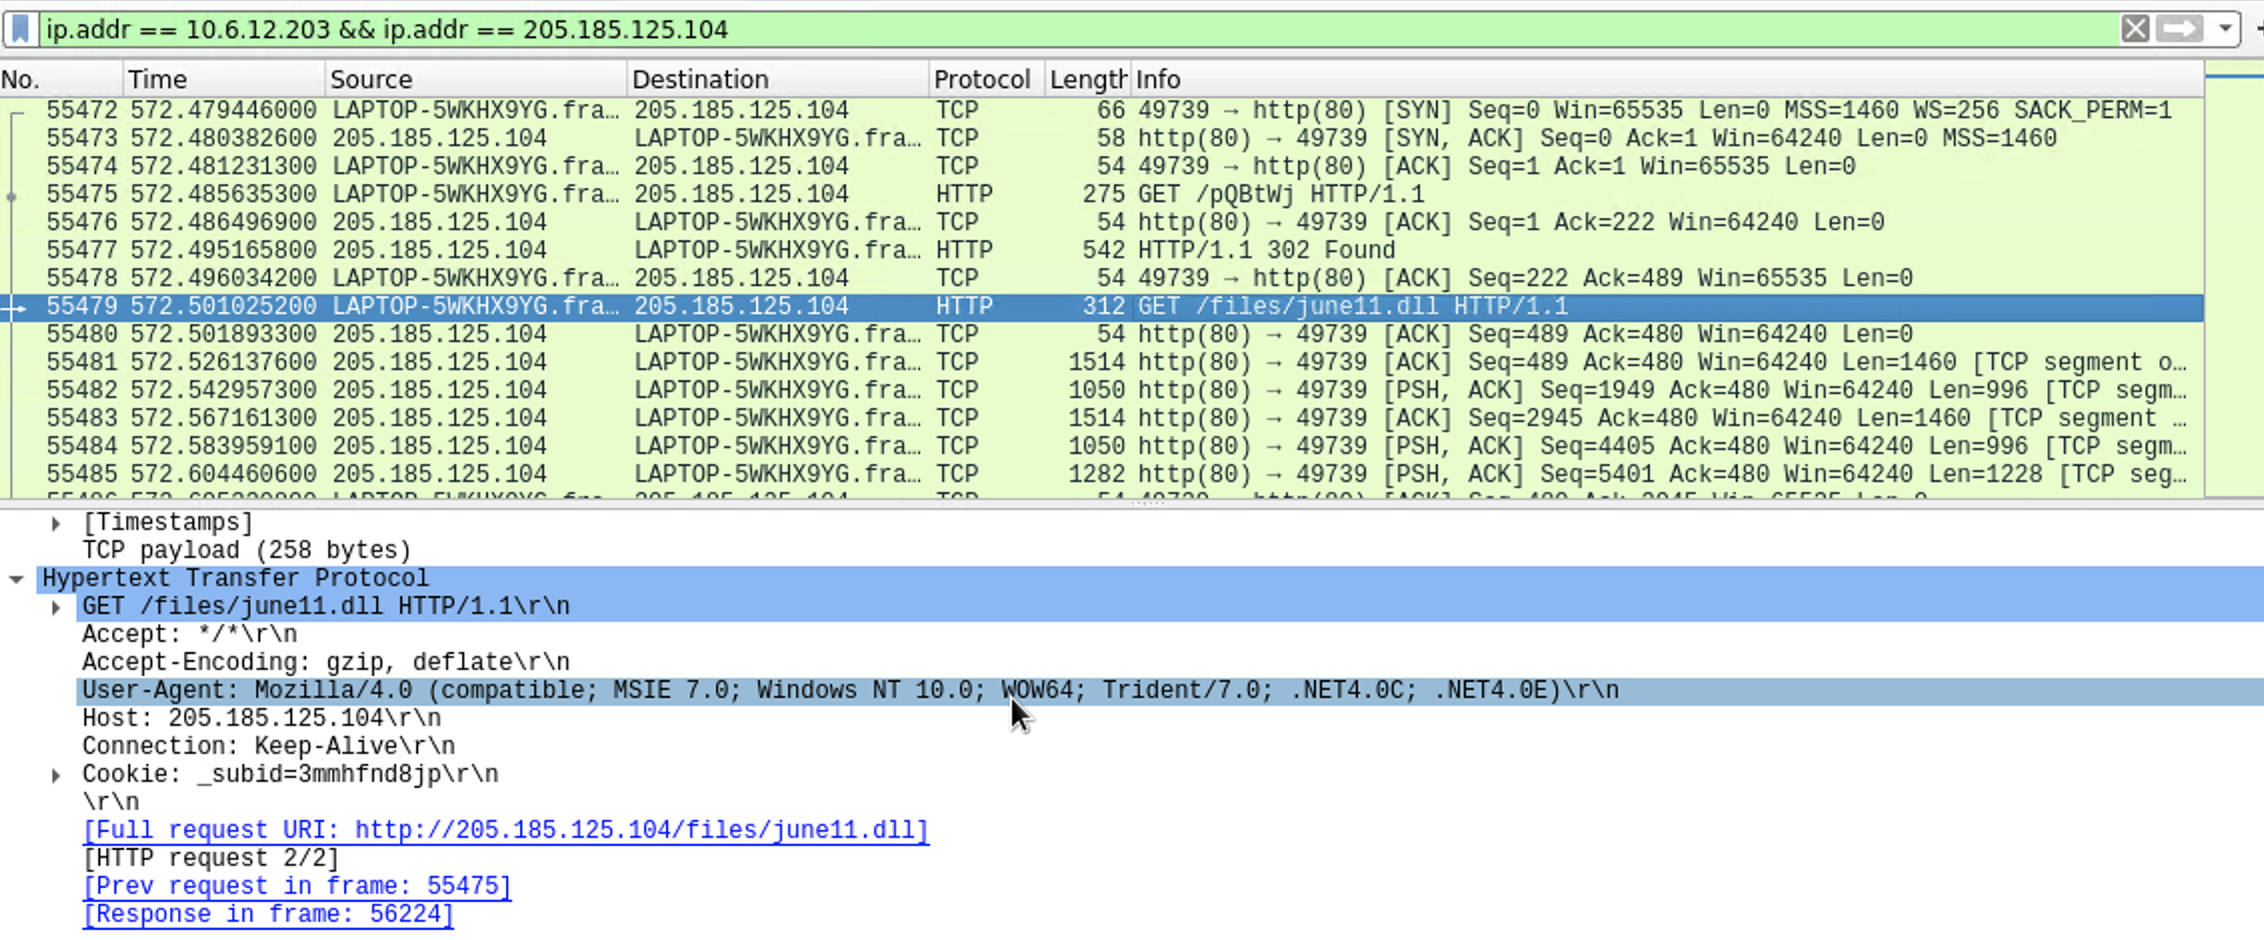 ip.addr == 10.6.12.203 && ip.addr == 205.185.125.104
No. Time Source Destination Protocol Length Info
55472 572.479446000 LAPTOP-5WKHX9YG.fra… 205.185.125.104 TCP 66 49739 → http(80) [SYN] Seq=0 Win=65535 Len=0 MSS=1460 WS=256 SACK_PERM=1
55473 572.480382600 205.185.125.104 LAPTOP-5WKHX9YG.fra… TCP 58 http(80) → 49739 [SYN, ACK] Seq=0 Ack=1 Win=64240 Len=0 MSS=1460
55474 572.481231300 LAPTOP-5WKHX9YG.fra… 205.185.125.104 TCP 54 49739 → http(80) [ACK] Seq=1 Ack=1 Win=65535 Len=0
55475 572.485635300 LAPTOP-5WKHX9YG.fra… 205.185.125.104 HTTP 275 GET /pQBtWj HTTP/1.1
55476 572.486496900 205.185.125.104 LAPTOP-5WKHX9YG.fra… TCP 54 http(80) → 49739 [ACK] Seq=1 Ack=222 Win=64240 Len=0
55477 572.495165800 205.185.125.104 LAPTOP-5WKHX9YG.fra… HTTP 542 HTTP/1.1 302 Found
55478 572.496034200 LAPTOP-5WKHX9YG.fra… 205.185.125.104 TCP 54 49739 → http(80) [ACK] Seq=222 Ack=489 Win=65535 Len=0
55479 572.501025200 LAPTOP-5WKHX9YG.fra… 205.185.125.104 HTTP 312 GET /files/june11.dll HTTP/1.1
55480 572.501893300 205.185.125.104 LAPTOP-5WKHX9YG.fra… TCP 54 http(80) → 49739 [ACK] Seq=489 Ack=480 Win=64240 Len=0
55481 572.526137600 205.185.125.104 LAPTOP-5WKHX9YG.fra… TCP 1514 http(80) → 49739 [ACK] Seq=489 Ack=480 Win=64240 Len=1460 [TCP segment o…
55482 572.542957300 205.185.125.104 LAPTOP-5WKHX9YG.fra… TCP 1050 http(80) → 49739 [PSH, ACK] Seq=1949 Ack=480 Win=64240 Len=996 [TCP segm…
55483 572.567161300 205.185.125.104 LAPTOP-5WKHX9YG.fra… TCP 1514 http(80) → 49739 [ACK] Seq=2945 Ack=480 Win=64240 Len=1460 [TCP segment …
55484 572.583959100 205.185.125.104 LAPTOP-5WKHX9YG.fra… TCP 1050 http(80) → 49739 [PSH, ACK] Seq=4405 Ack=480 Win=64240 Len=996 [TCP segm…
55485 572.604460600 205.185.125.104 LAPTOP-5WKHX9YG.fra… TCP 1282 http(80) → 49739 [PSH, ACK] Seq=5401 Ack=480 Win=64240 Len=1228 [TCP seg…
[Timestamps]
TCP payload (258 bytes)
Hypertext Transfer Protocol
GET /files/june11.dll HTTP/1.1\r\n
Accept: */*\r\n
Accept-Encoding: gzip, deflate\r\n
User-Agent: Mozilla/4.0 (compatible; MSIE 7.0; Windows NT 10.0; WOW64; Trident/7.0; .NET4.0C; .NET4.0E)\r\n
Host: 205.185.125.104\r\n
Connection: Keep-Alive\r\n
Cookie: _subid=3mmhfnd8jp\r\n
\r\n
[Full request URI: http://205.185.125.104/files/june11.dll]
[HTTP request 2/2]
[Prev request in frame: 55475]
[Response in frame: 56224]